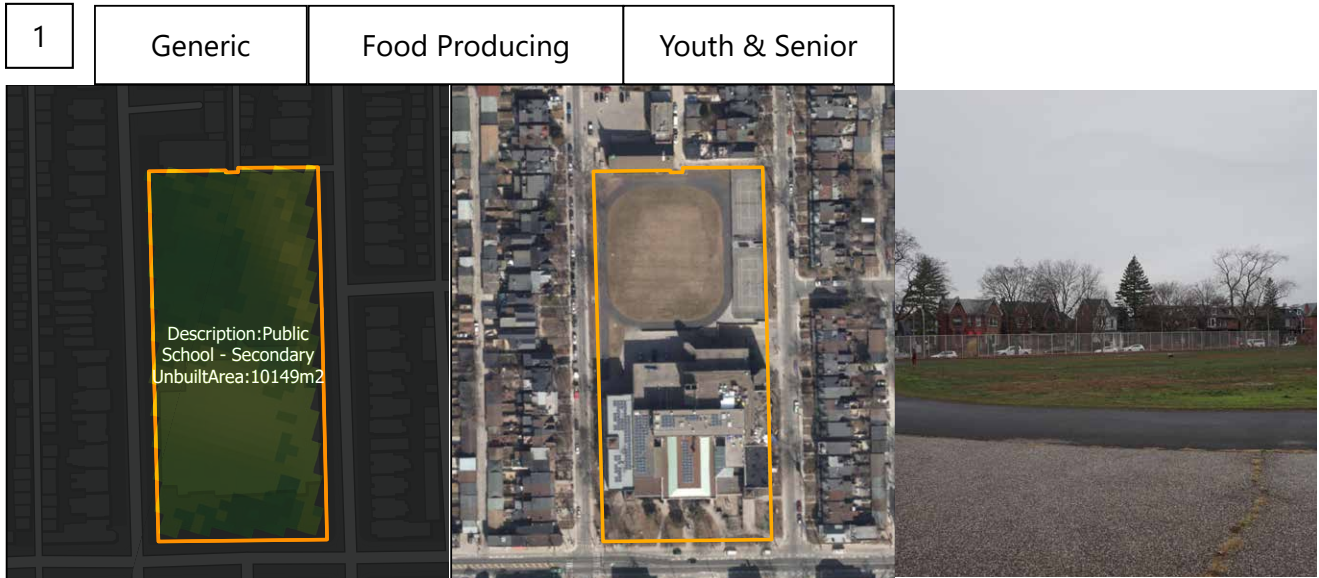 1
Generic
Food Producing
Youth & Senior
Description:Public
School - Secondary
UnbuiltArea:10149m2